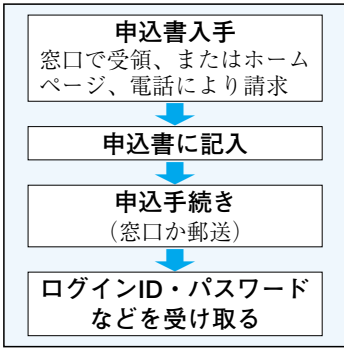 申込書入手
窓口で受領、またはホーム
ページ、電話により請求
申込書に記入
申込手続き
（窓口か郵送）
ログインID・パスワード
などを受け取る